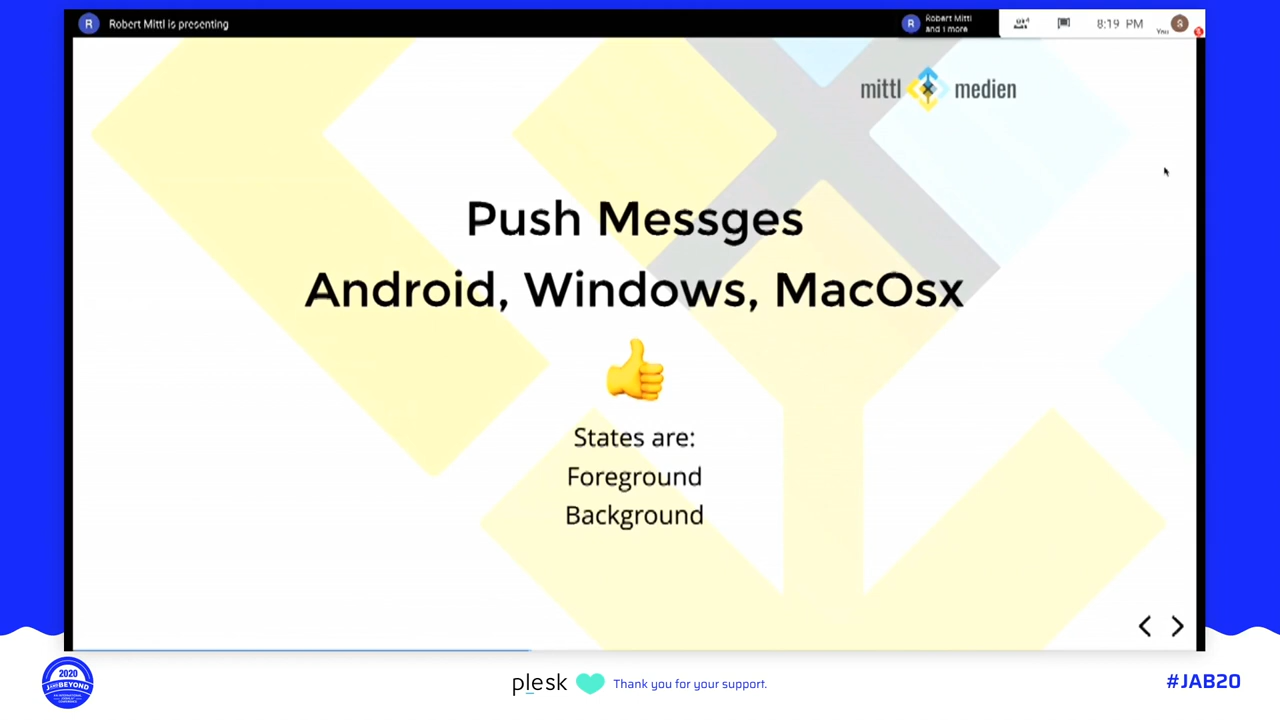 R Robert Mittl is presenting
R Robert Mittl
and 1 more
8:19 PM
You
S
mittl medien
Push Messges
Android, Windows, MacOsx
States are:
Foreground
Background
2020
JANDBEYOND
plesk
Thank you for your support.
#JAB20